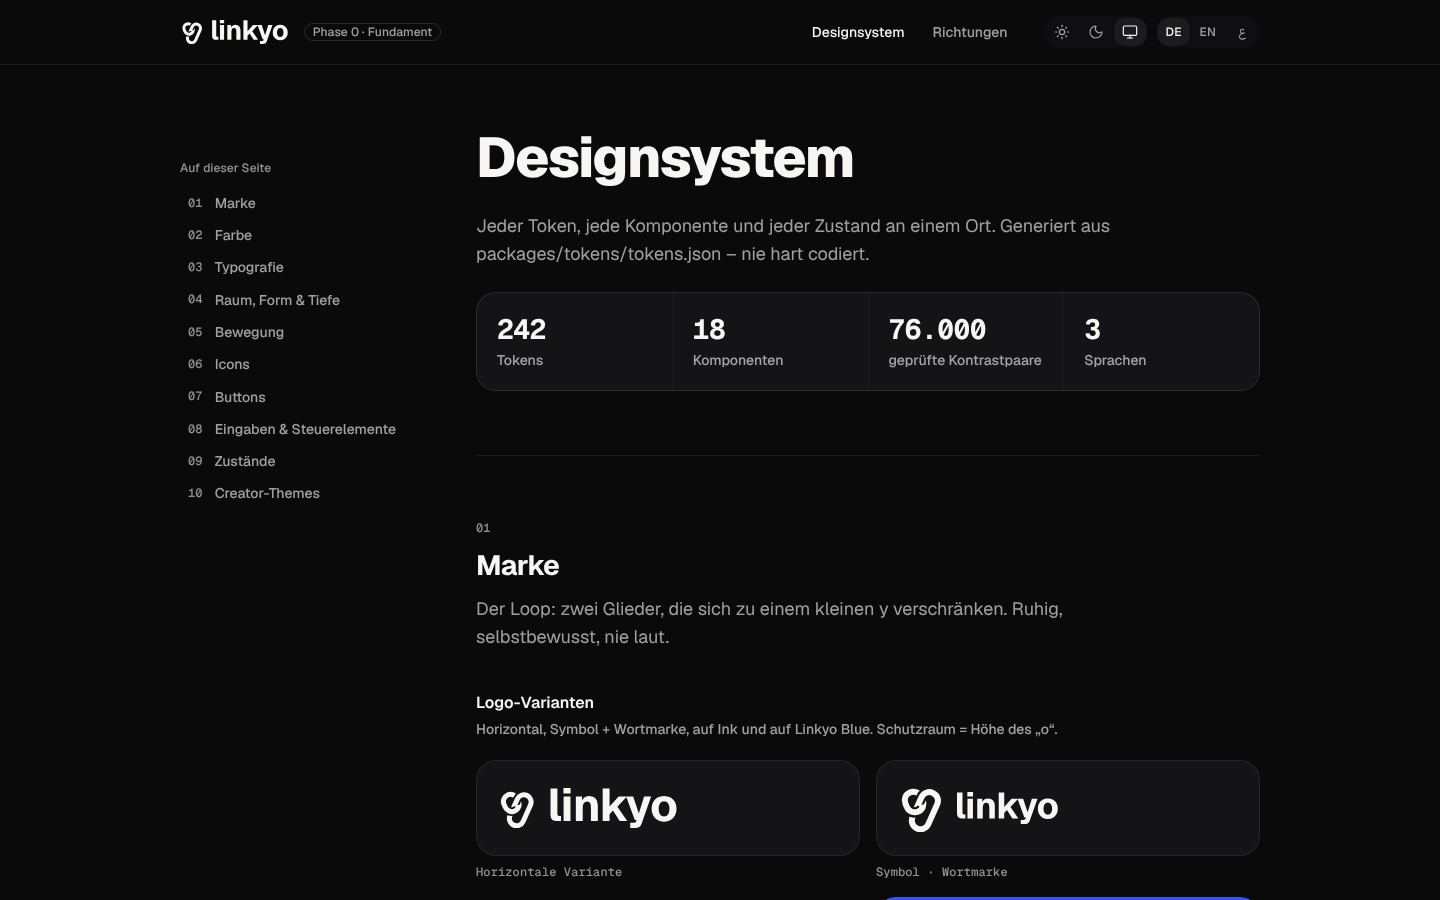 linkyo
Phase 0 · Fundament
Designsystem
Richtungen
DE
EN
ع
Auf dieser Seite
01 Marke
02 Farbe
03 Typografie
04 Raum, Form & Tiefe
05 Bewegung
06 Icons
07 Buttons
08 Eingaben & Steuerelemente
09 Zustände
10 Creator-Themes
Designsystem
Jeder Token, jede Komponente und jeder Zustand an einem Ort. Generiert aus
packages/tokens/tokens.json – nie hart codiert.
242
Tokens
18
Komponenten
76.000
geprüfte Kontrastpaare
3
Sprachen
01
Marke
Der Loop: zwei Glieder, die sich zu einem kleinen y verschränken. Ruhig,
selbstbewusst, nie laut.
Logo-Varianten
Horizontal, Symbol + Wortmarke, auf Ink und auf Linkyo Blue. Schutzraum = Höhe des „o“.
linkyo
Horizontale Variante
linkyo
Symbol · Wortmarke